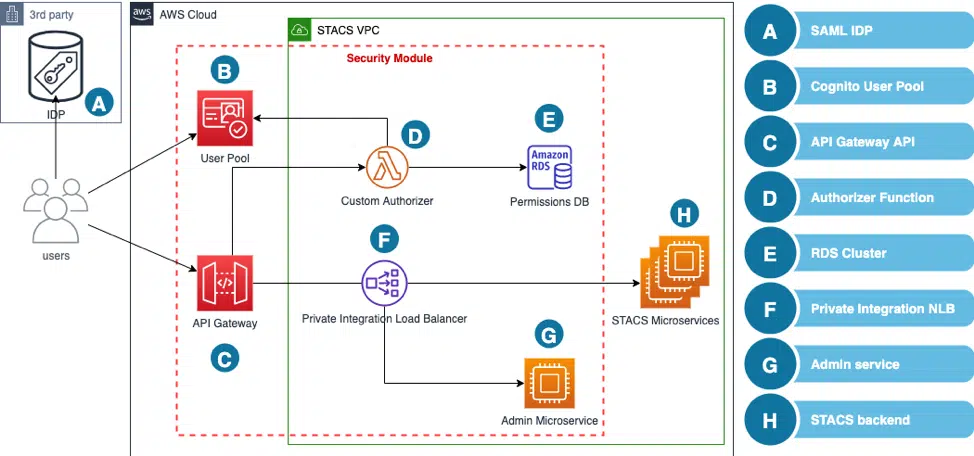 3rd party
aws
AWS Cloud
STACS VPC
Security Module
A
IDP
B
User Pool
D
Custom Authorizer
E
Amazon
RDS
Permissions DB
users
API Gateway
C
F
Private Integration Load Balancer
H
STACS Microservices
G
Admin Microservice
A SAML IDP
B Cognito User Pool
C API Gateway API
D Authorizer Function
E RDS Cluster
F Private Integration NLB
G Admin service
H STACS backend